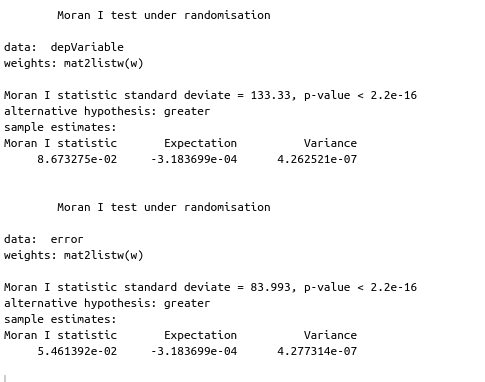 Moran I test under randomisation
data: depVariable
weights: mat2listw(w)
Moran I statistic standard deviate = 133.33, p-value < 2.2e-16
alternative hypothesis: greater
sample estimates:
Moran I statistic Expectation Variance
8.673275e-02 -3.183699e-04 4.262521e-07
Moran I test under randomisation
data: error
weights: mat2listw(w)
Moran I statistic standard deviate = 83.993, p-value < 2.2e-16
alternative hypothesis: greater
sample estimates:
Moran I statistic Expectation Variance
5.461392e-02 -3.183699e-04 4.277314e-07